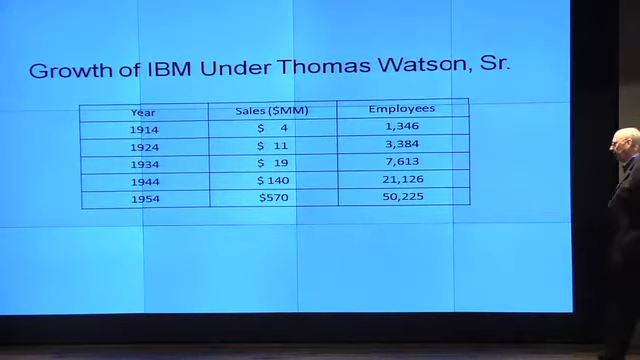 Growth of IBM Under Thomas Watson, Sr.
Year Sales ($MM) Employees
1914 $ 4 1,346
1924 $ 11 3,384
1934 $ 19 7,613
1944 $ 140 21,126
1954 $570 50,225